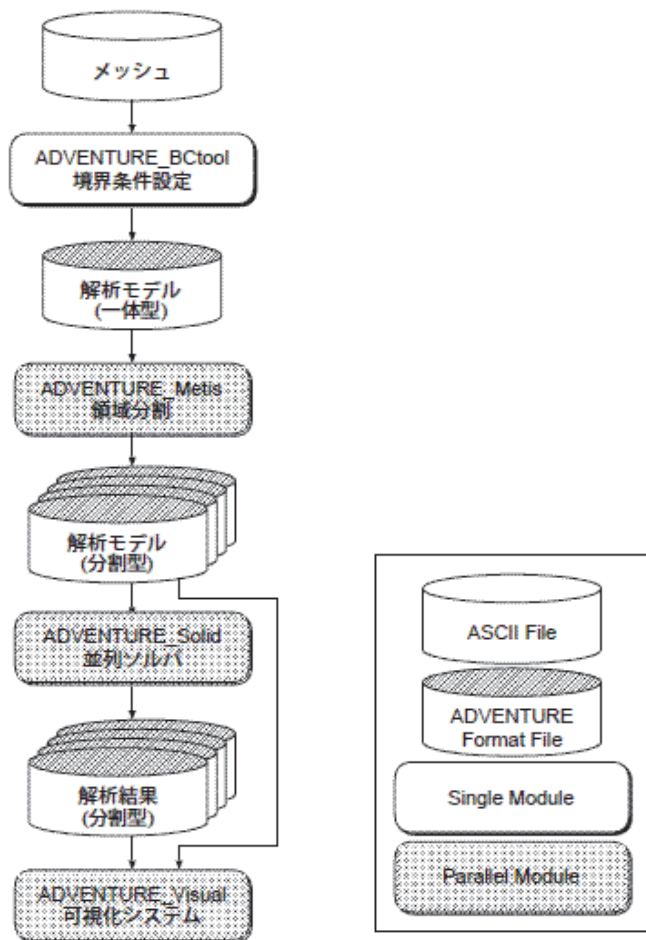 メッシュ
ADVENTURE_BCtool
境界条件設定
解析モデル
(一体型)
ADVENTURE_Metis
領域分割
解析モデル
(分割型)
ADVENTURE_Solid
並列ソルバ
解析結果
(分割型)
ADVENTURE_Visual
可視化システム
ASCII File
ADVENTURE
Format File
Single Module
Parallel Module